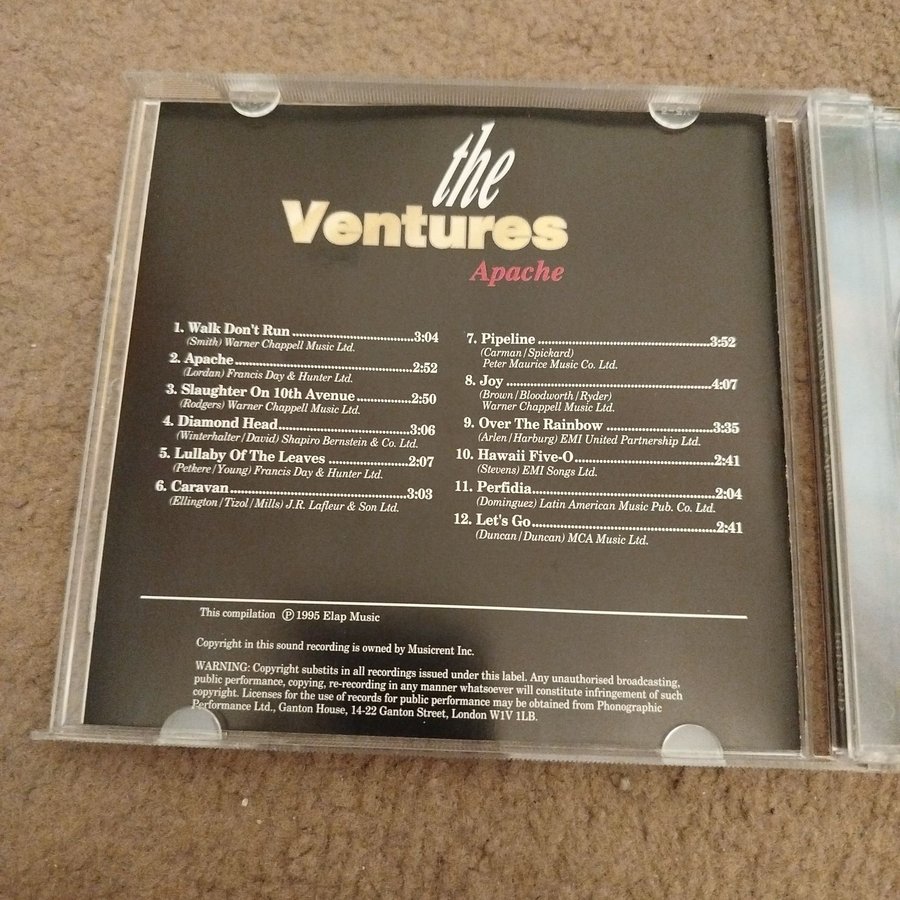 the
Ventures
Apache
1. Walk Don't Run........................3:04
(Smith) Warner Chappell Music Ltd.
2. Apache........................2:52
(Lordan) Francis Day & Hunter Ltd.
3. Slaughter On 10th Avenue........................2:50
(Rodgers) Warner Chappell Music Ltd.
4. Diamond Head........................3:06
(Winterhalter/David) Shapiro Bernstein & Co. Ltd.
5. Lullaby Of The Leaves........................2:07
(Petkere/Young) Francis Day & Hunter Ltd.
6. Caravan........................3:03
(Ellington/Tizol/Mills) J.R. Lafleur & Son Ltd.
7. Pipeline........................3:52
(Carman/Spickard)
Peter Maurice Music Co. Ltd.
8. Joy........................4:07
(Brown/Bloodworth/Ryder)
Warner Chappell Music Ltd.
9. Over The Rainbow........................3:35
(Arlen/Harburg) EMI United Partnership Ltd.
10. Hawaii Five-O........................2:41
(Stevens) EMI Songs Ltd.
11. Perfidia........................2:04
(Dominguez) Latin American Music Pub. Co. Ltd.
12. Let's Go........................2:41
(Duncan/Duncan) MCA Music Ltd.
This compilation ℗ 1995 Elap Music
Copyright in this sound recording is owned by Musicrent Inc.
WARNING: Copyright substits in all recordings issued under this label. Any unauthorised broadcasting,
public performance, copying, re-recording in any manner whatsoever will constitute infringement of such
copyright. Licenses for the use of records for public performance may be obtained from Phonographic
Performance Ltd., Ganton House, 14-22 Ganton Street, London W1V 1LB.